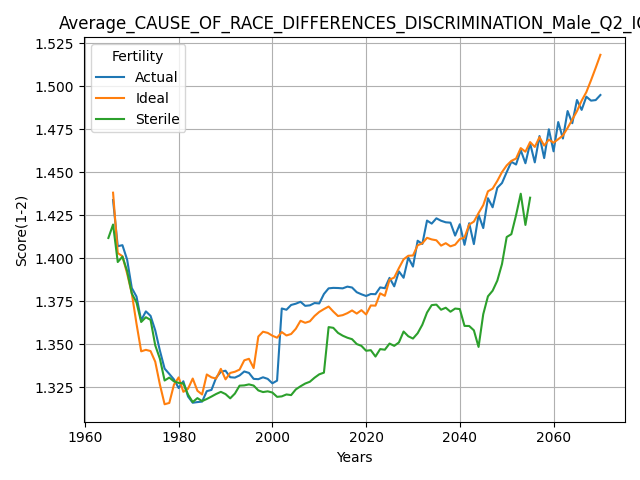 Average_CAUSE_OF_RACE_DIFFERENCES_DISCRIMINATION_Male_Q2_IQ
Fertility
Actual
Ideal
Sterile
Score(1-2)
1.525
1.500
1.475
1.450
1.425
1.400
1.375
1.350
1.325
1960
1980
2000
2020
2040
2060
Years